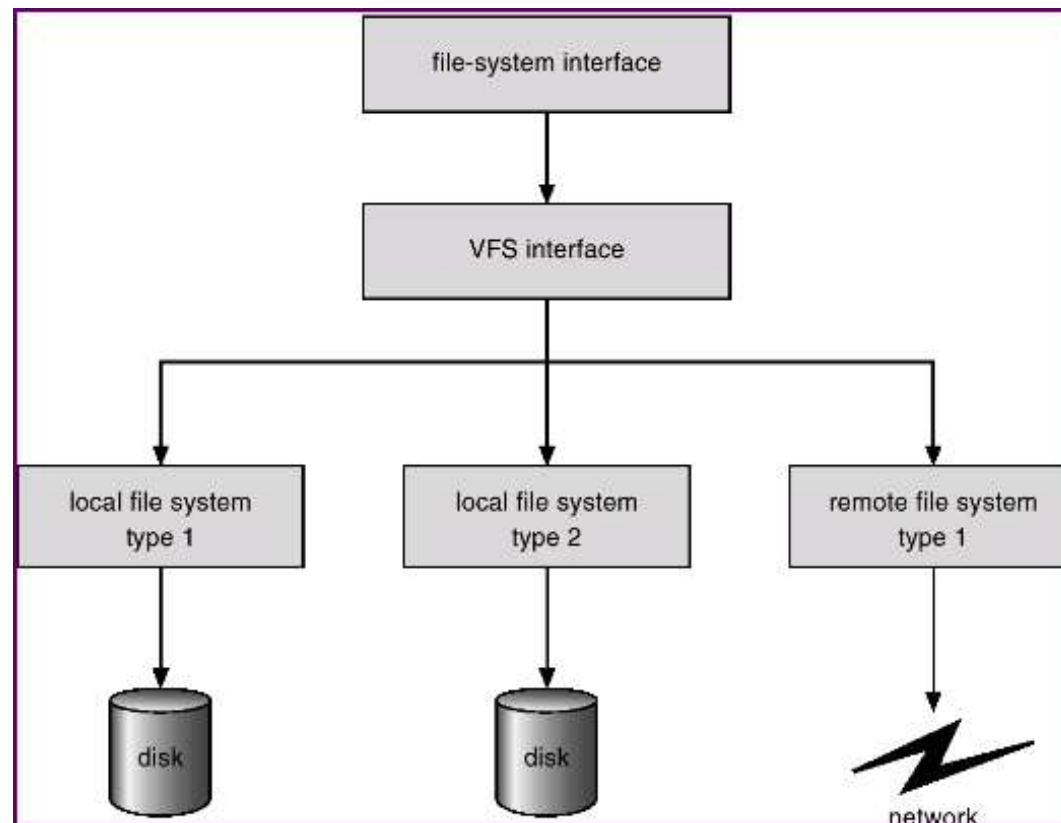 file-system interface
VFS interface
local file system
type 1
local file system
type 2
remote file system
type 1
disk
disk
network